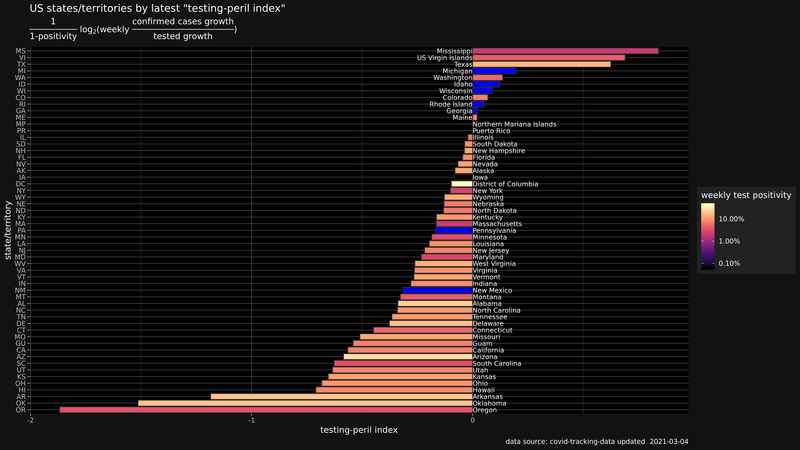 US states/territories by latest "testing-peril index"
1 confirmed cases growth
log2(weekly )
1-positivity tested growth
MS Mississippi
VI US Virgin Islands
TX Texas
MI Michigan
WA Washington
ID Idaho
WI Wisconsin
CO Colorado
RI Rhode Island
GA Georgia
ME Maine
MP Northern Mariana Islands
PR Puerto Rico
IL Illinois
SD South Dakota
NH New Hampshire
FL Florida
NV Nevada
AK Alaska
IA Iowa
DC District of Columbia
NY New York
WY Wyoming
NE Nebraska
ND North Dakota
KY Kentucky
MA Massachusetts
PA Pennsylvania
MN Minnesota
LA Louisiana
NJ New Jersey
MD Maryland
WV West Virginia
VA Virginia
VT Vermont
IN Indiana
NM New Mexico
MT Montana
AL Alabama
NC North Carolina
TN Tennessee
DE Delaware
CT Connecticut
MO Missouri
GU Guam
CA California
AZ Arizona
SC South Carolina
UT Utah
KS Kansas
OH Ohio
HI Hawaii
AR Arkansas
OK Oklahoma
OR Oregon
state/territory
-2 -1 0
testing-peril index
weekly test positivity
10.00%
1.00%
0.10%
data source: covid-tracking-data updated 2021-03-04